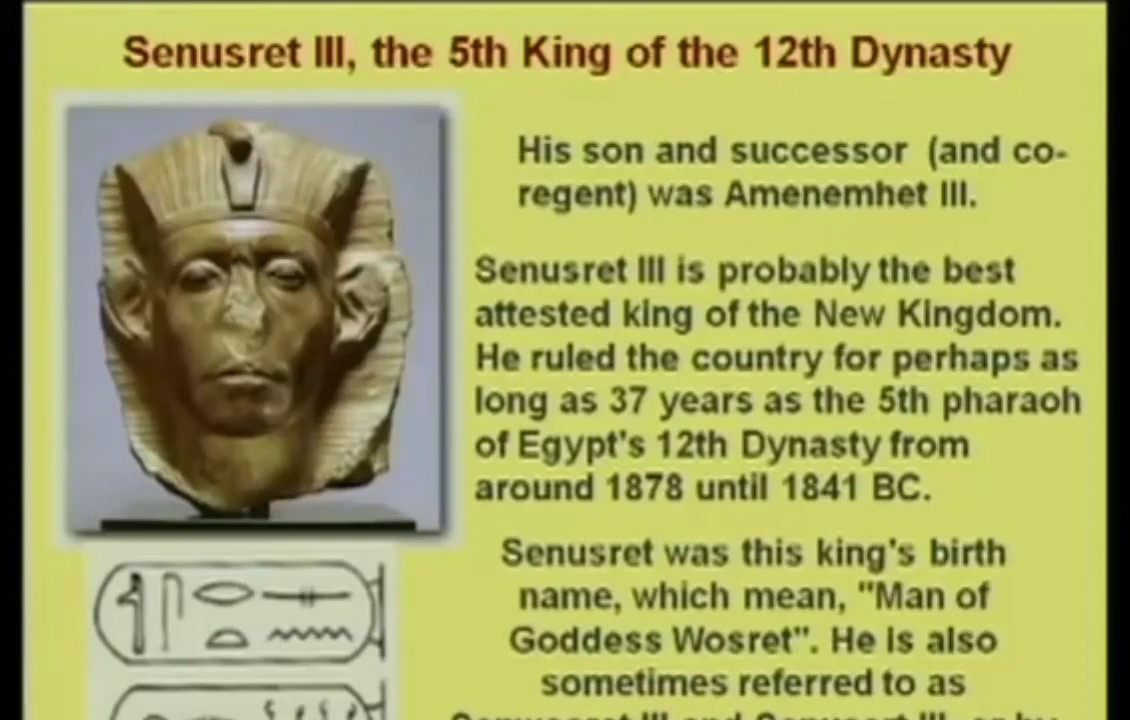 Senusret III, the 5th King of the 12th Dynasty
His son and successor (and co-
regent) was Amenemhet III.
Senusret III is probably the best
attested king of the New Kingdom.
He ruled the country for perhaps as
long as 37 years as the 5th pharaoh
of Egypt's 12th Dynasty from
around 1878 until 1841 BC.
Senusret was this king's birth
name, which mean, "Man of
Goddess Wosret". He is also
sometimes referred to as